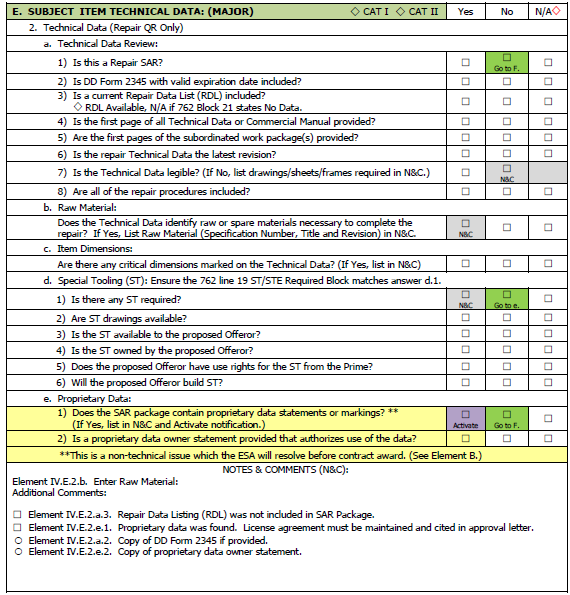 E. SUBJECT ITEM TECHNICAL DATA: (MAJOR) ◇ CAT I ◇ CAT II Yes No N/A◇
2. Technical Data (Repair QR Only)
a. Technical Data Review:
1) Is this a Repair SAR? ☐ ☐ Go to F. ☐
2) Is DD Form 2345 with valid expiration date included? ☐ ☐ ☐
3) Is a current Repair Data List (RDL) included?
◇ RDL Available, N/A if 762 Block 21 states No Data. ☐ ☐ ☐
4) Is the first page of all Technical Data or Commercial Manual provided? ☐ ☐ ☐
5) Are the first pages of the subordinated work package(s) provided? ☐ ☐ ☐
6) Is the repair Technical Data the latest revision? ☐ ☐ ☐
7) Is the Technical Data legible? (If No, list drawings/sheets/frames required in N&C.) ☐ ☐ N&C
8) Are all of the repair procedures included? ☐ ☐ ☐
b. Raw Material:
Does the Technical Data identify raw or spare materials necessary to complete the
repair? If Yes, List Raw Material (Specification Number, Title and Revision) in N&C. ☐ N&C ☐ ☐
c. Item Dimensions:
Are there any critical dimensions marked on the Technical Data? (If Yes, list in N&C) ☐ ☐ ☐
d. Special Tooling (ST): Ensure the 762 line 19 ST/STE Required Block matches answer d.1.
1) Is there any ST required? ☐ N&C ☐ Go to e. ☐
2) Are ST drawings available? ☐ ☐ ☐
3) Is the ST available to the proposed Offeror? ☐ ☐ ☐
4) Is the ST owned by the proposed Offeror? ☐ ☐ ☐
5) Does the proposed Offeror have use rights for the ST from the Prime? ☐ ☐ ☐
6) Will the proposed Offeror build ST? ☐ ☐ ☐
e. Proprietary Data:
1) Does the SAR package contain proprietary data statements or markings? **
(If Yes, list in N&C and Activate notification.) ☐ Activate ☐ Go to F. ☐
2) Is a proprietary data owner statement provided that authorizes use of the data? ☐ ☐ ☐
**This is a non-technical issue which the ESA will resolve before contract award. (See Element B.)
NOTES & COMMENTS (N&C):
Element IV.E.2.b. Enter Raw Material:
Additional Comments:
☐ Element IV.E.2.a.3. Repair Data Listing (RDL) was not included in SAR Package.
☐ Element IV.E.2.e.1. Proprietary data was found. License agreement must be maintained and cited in approval letter.
○ Element IV.E.2.a.2. Copy of DD Form 2345 if provided.
○ Element IV.E.2.e.2. Copy of proprietary data owner statement.